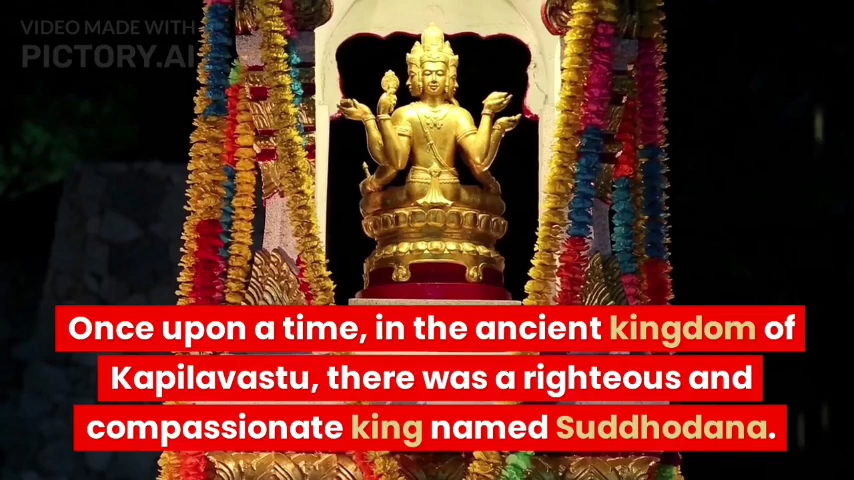 VIDEO MADE WITH
PICTORY.AI
Once upon a time, in the ancient kingdom of
Kapilavastu, there was a righteous and
compassionate king named Suddhodana.